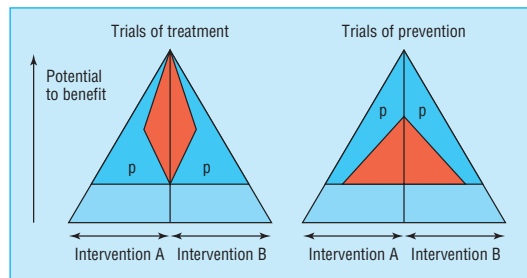 Trials of treatment
Trials of prevention
Potential
to benefit
p
p
p
p
Intervention A
Intervention B
Intervention A
Intervention B